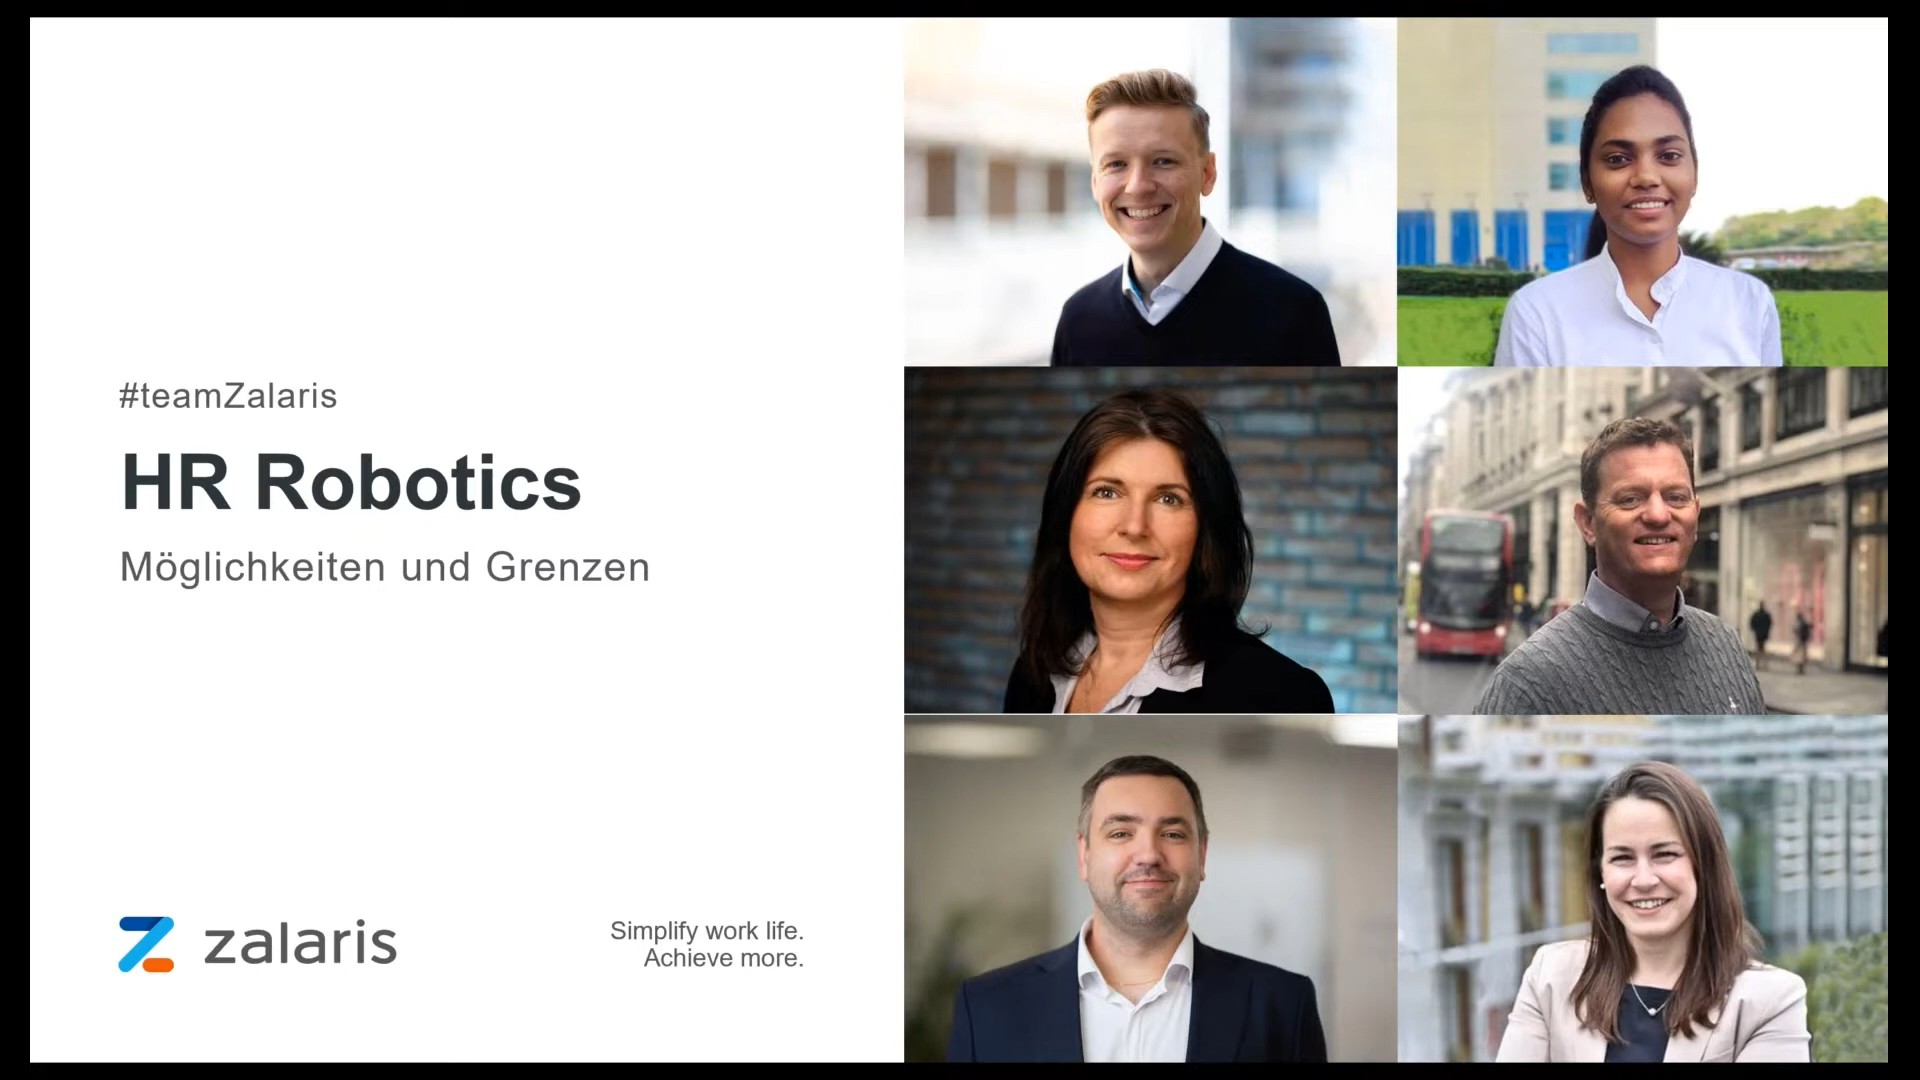 #teamZalaris
HR Robotics
Möglichkeiten und Grenzen
zalaris
Simplify work life.
Achieve more.